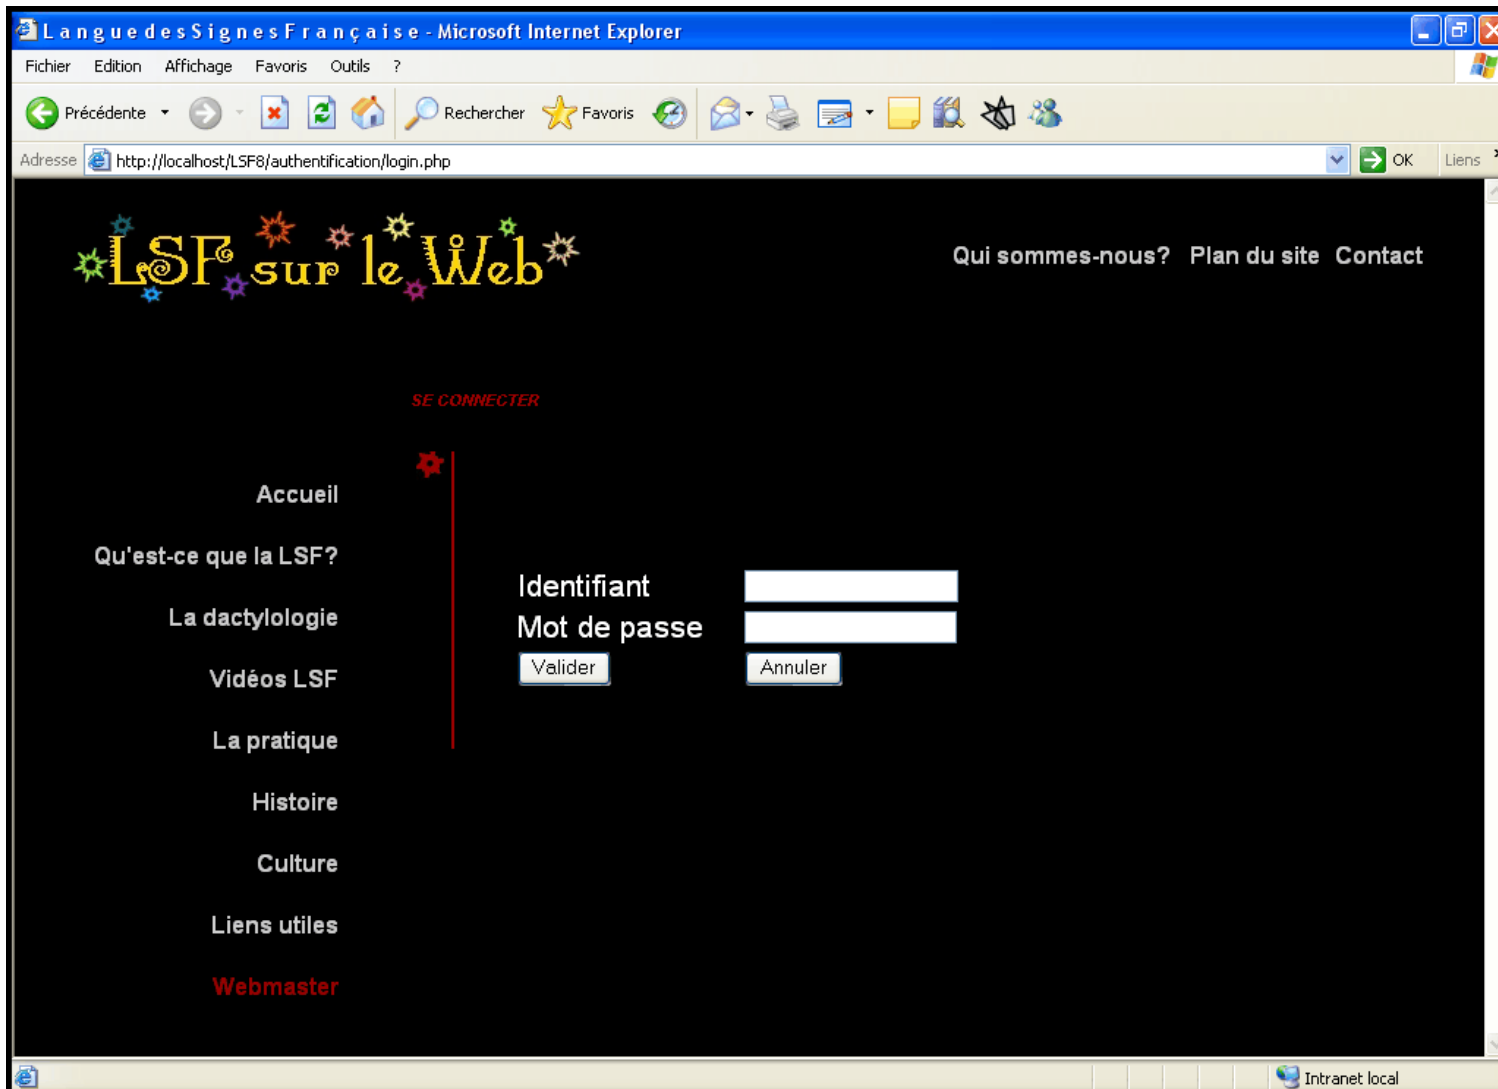 L a n g u e d e s S i g n e s F r a n ç a i s e - Microsoft Internet Explorer
Fichier Edition Affichage Favoris Outils ?
Précédente Rechercher Favoris
Adresse http://localhost/LSF8/authentification/login.php OK Liens
LSF sur le Web
Qui sommes-nous? Plan du site Contact
SE CONNECTER
Accueil
Qu'est-ce que la LSF?
La dactylologie
Vidéos LSF
La pratique
Histoire
Culture
Liens utiles
Webmaster
Identifiant
Mot de passe
Valider Annuler
Intranet local